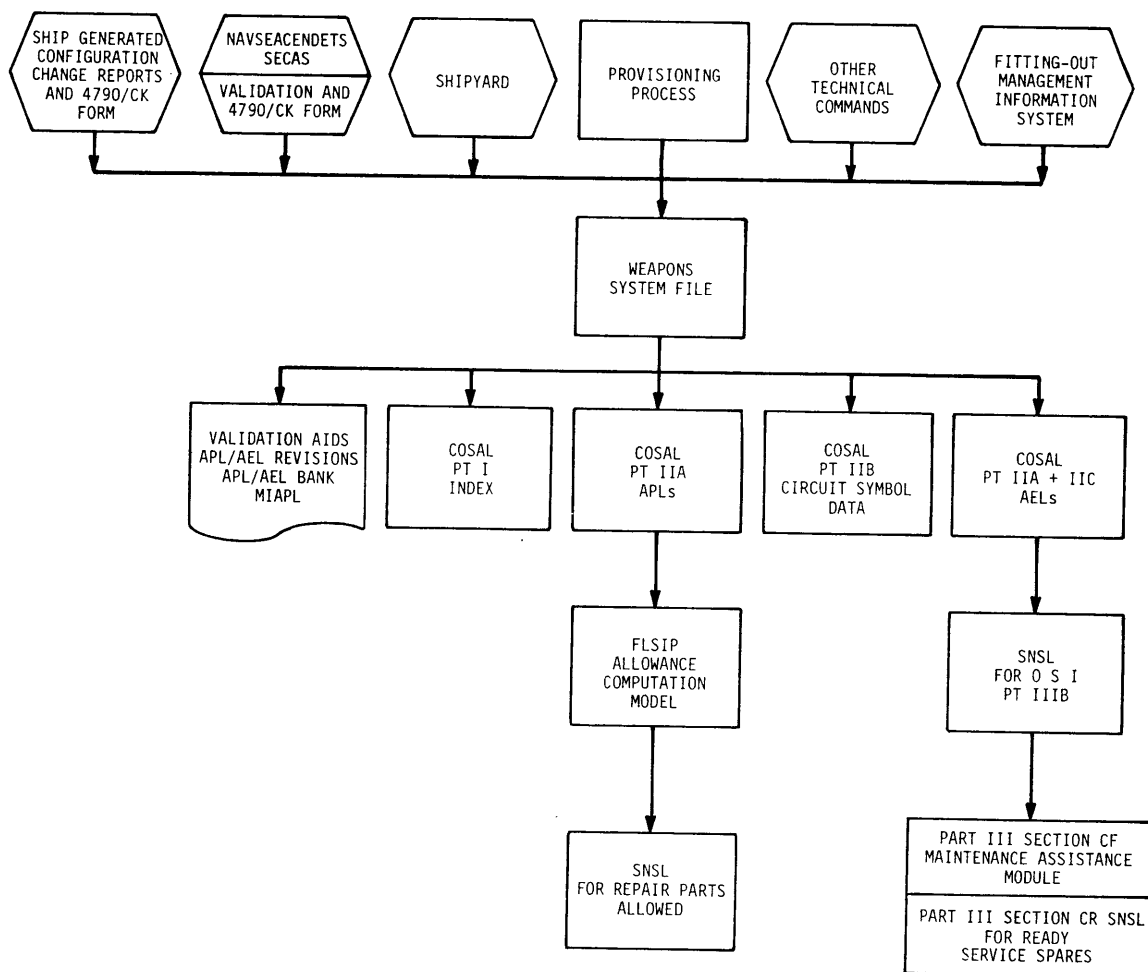 SHIP GENERATED
CONFIGURATION
CHANGE REPORTS
AND 4790/CK
FORM
NAVSEACENDETS
SECAS
VALIDATION AND
4790/CK FORM
SHIPYARD
PROVISIONING
PROCESS
OTHER
TECHNICAL
COMMANDS
FITTING-OUT
MANAGEMENT
INFORMATION
SYSTEM
WEAPONS
SYSTEM FILE
VALIDATION AIDS
APL/AEL REVISIONS
APL/AEL BANK
MIAPL
COSAL
PT I
INDEX
COSAL
PT IIA
APLs
COSAL
PT IIB
CIRCUIT SYMBOL
DATA
COSAL
PT IIA + IIC
AELs
FLSIP
ALLOWANCE
COMPUTATION
MODEL
SNSL
FOR O S I
PT IIIB
SNSL
FOR REPAIR PARTS
ALLOWED
PART III SECTION CF
MAINTENANCE ASSISTANCE
MODULE
PART III SECTION CR SNSL
FOR READY
SERVICE SPARES